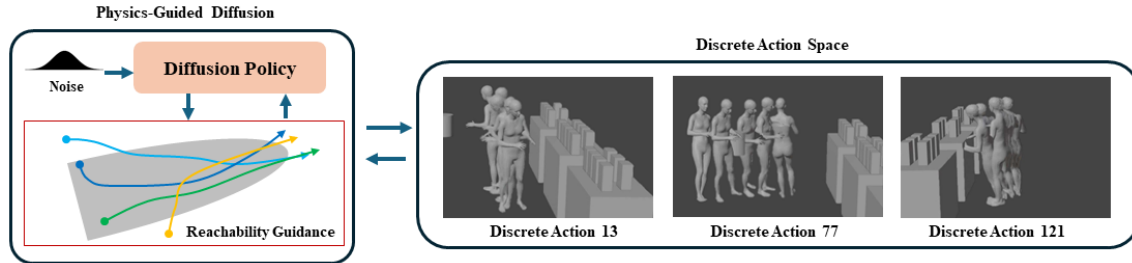 Physics-Guided Diffusion
Noise
Diffusion Policy
Reachability Guidance
Discrete Action Space
Discrete Action 13
Discrete Action 77
Discrete Action 121